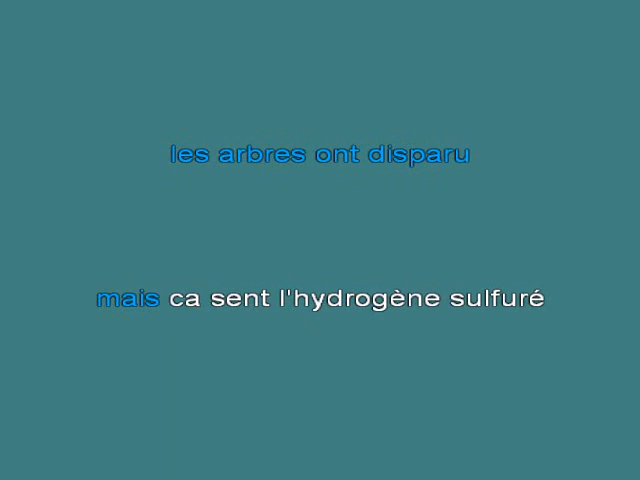 les arbres ont disparu
mais ca sent l'hydrogène sulfuré